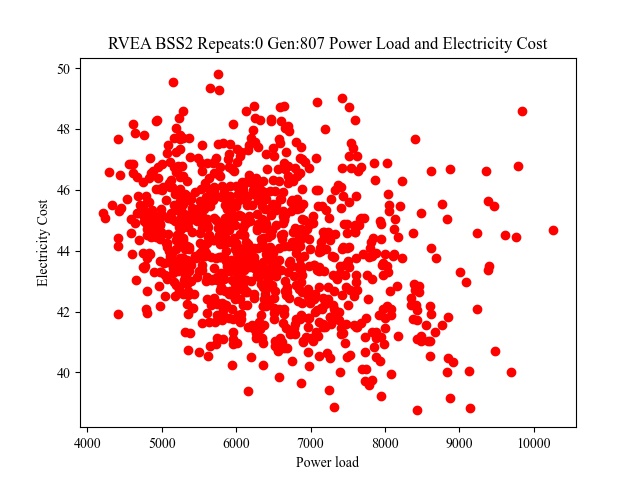 RVEA BSS2 Repeats:0 Gen:807 Power Load and Electricity Cost
50
48
46
44
42
40
Electricity Cost
4000 5000 6000 7000 8000 9000 10000
Power load